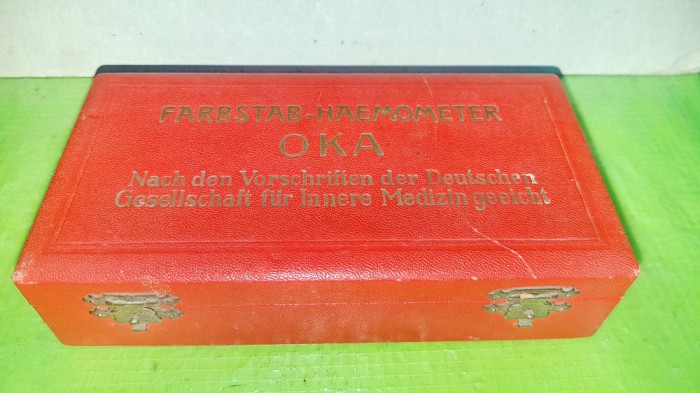 FARBSTAB-HAEMOMETER
OKA
Nach den Vorschriften der Deutschen
Gesellschaft für Innere Medizin geeicht